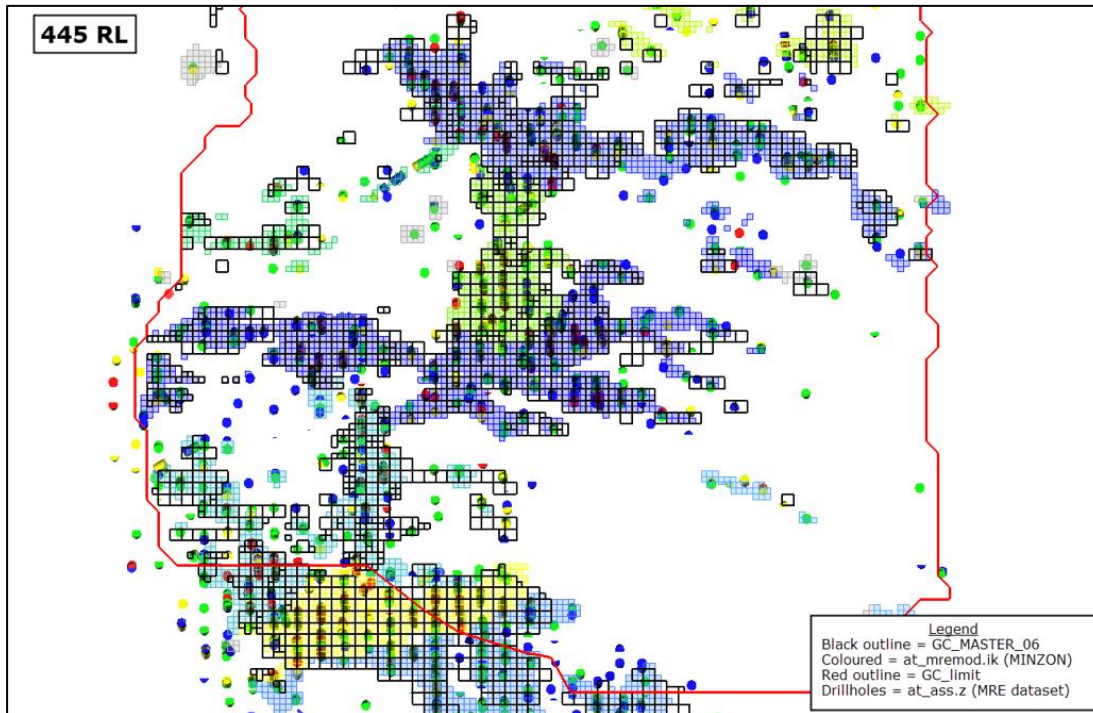 445 RL
Legend
Black outline = GC_MASTER_06
Coloured = at_mremod.ik (MINZON)
Red outline = GC_limit
Drillholes = at_ass.z (MRE dataset)